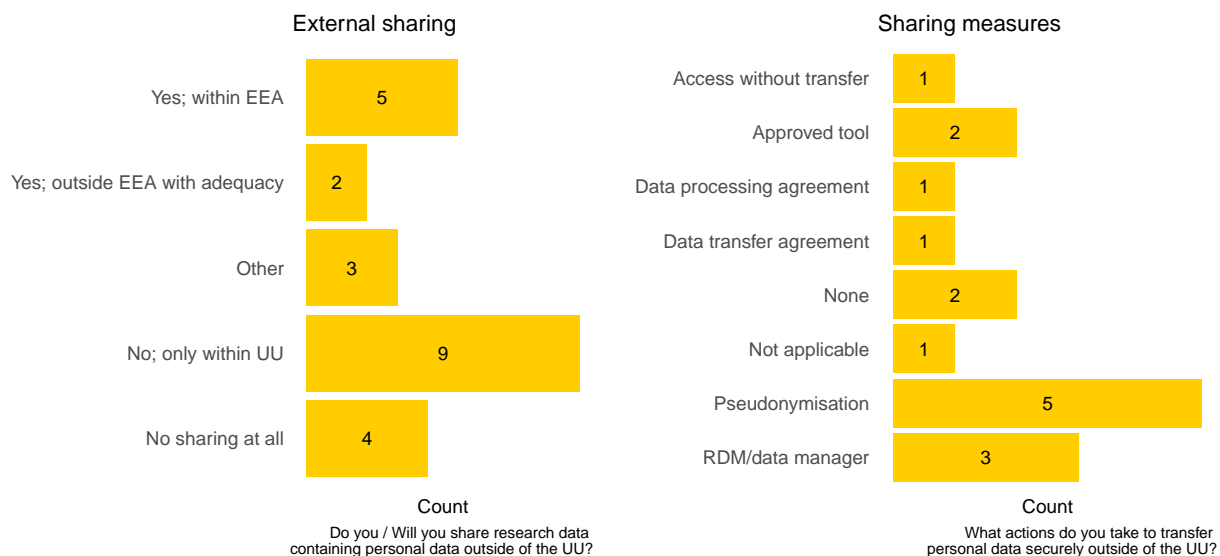 External sharing
Yes; within EEA
5
Yes; outside EEA with adequacy
2
Other
3
No; only within UU
9
No sharing at all
4
Count
Do you / Will you share research data
containing personal data outside of the UU?
Sharing measures
Access without transfer
1
Approved tool
2
Data processing agreement
1
Data transfer agreement
1
None
2
Not applicable
1
Pseudonymisation
5
RDM/data manager
3
Count
What actions do you take to transfer
personal data securely outside of the UU?